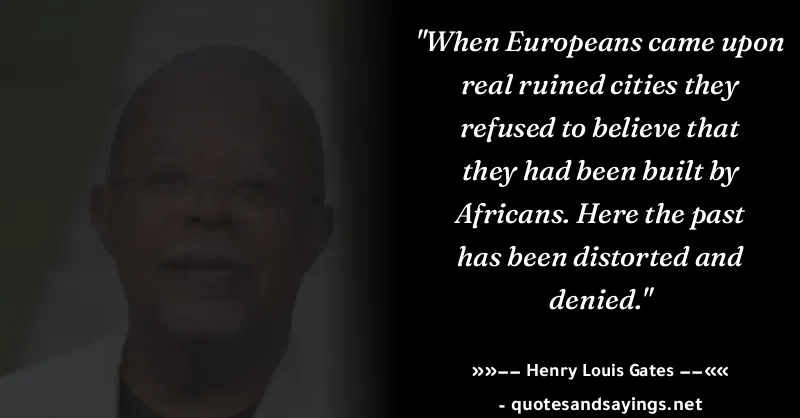 "When Europeans came upon
real ruined cities they
refused to believe that
they had been built by
Africans. Here the past
has been distorted and
denied."
»»–– Henry Louis Gates ––««
- quotesandsayings.net